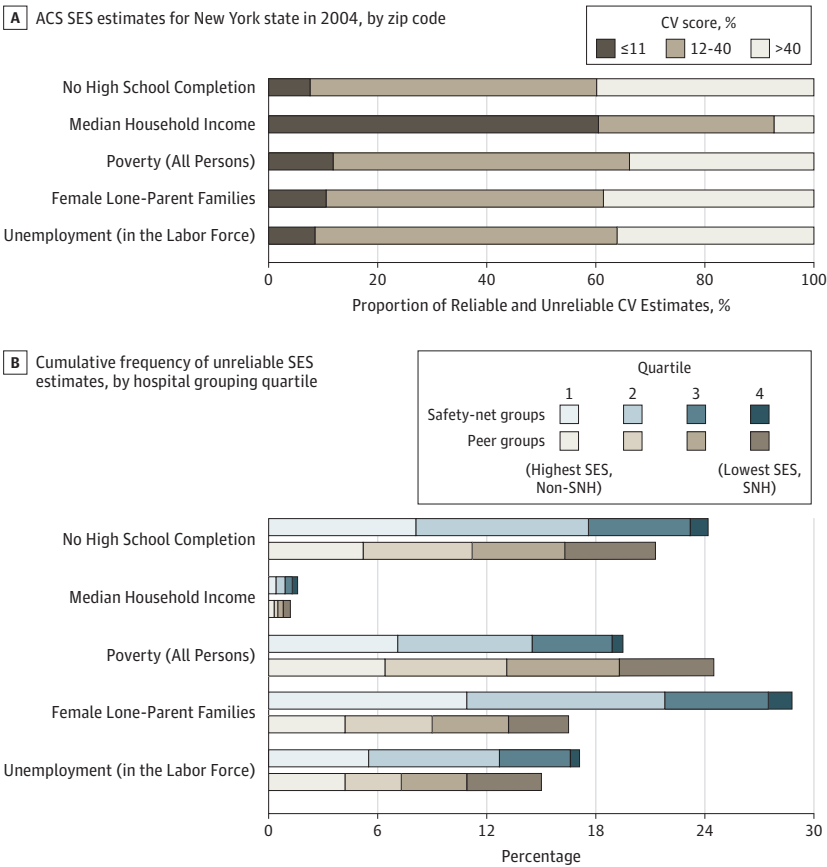 A ACS SES estimates for New York state in 2004, by zip code
CV score, %
≤11 12-40 >40
No High School Completion
Median Household Income
Poverty (All Persons)
Female Lone-Parent Families
Unemployment (in the Labor Force)
0 20 40 60 80 100
Proportion of Reliable and Unreliable CV Estimates, %
B Cumulative frequency of unreliable SES
estimates, by hospital grouping quartile
Quartile
1 2 3 4
Safety-net groups
Peer groups
(Highest SES, (Lowest SES,
Non-SNH) SNH)
No High School Completion
Median Household Income
Poverty (All Persons)
Female Lone-Parent Families
Unemployment (in the Labor Force)
0 6 12 18 24 30
Percentage